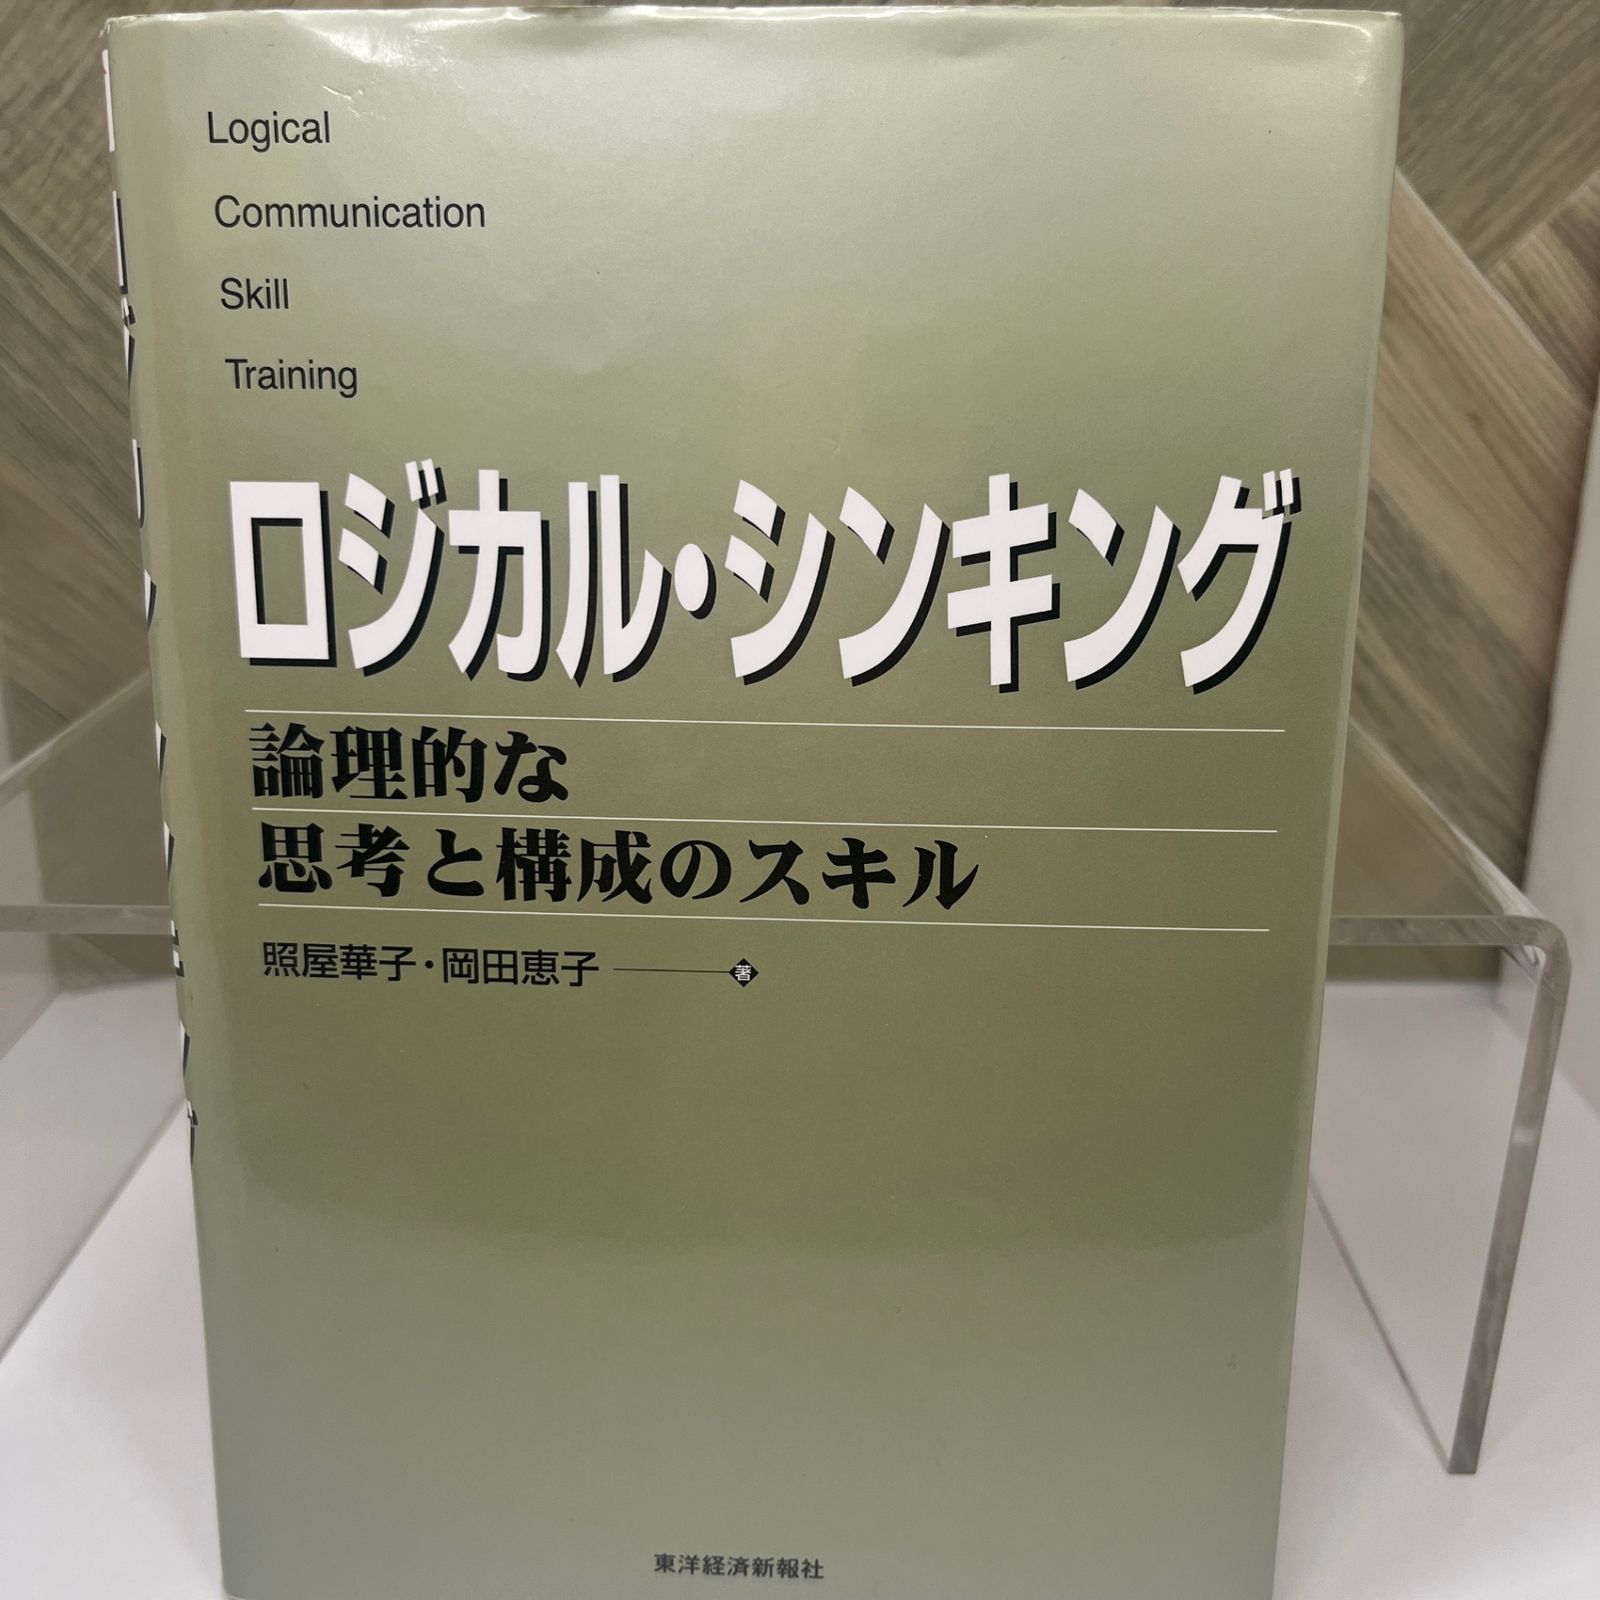 Logical
Communication
Skill
Training
ロジカル・シンキング
論理的な
思考と構成のスキル
照屋華子・岡田恵子 著
東洋経済新報社